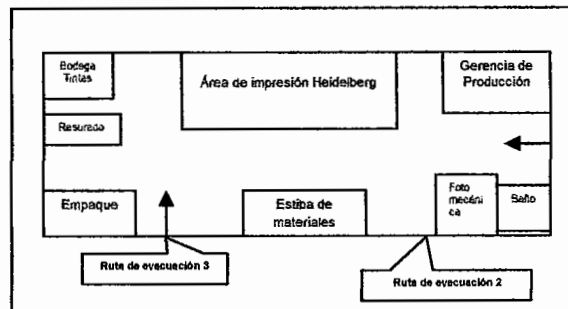 Bodega
Tintas
Área de impresión Heidelberg
Gerencia de
Producción
Resurado
Empaque
Estiba de
materiales
Foto
mecáni
ca
Baño
Ruta de evacuación 3
Ruta de evacuación 2